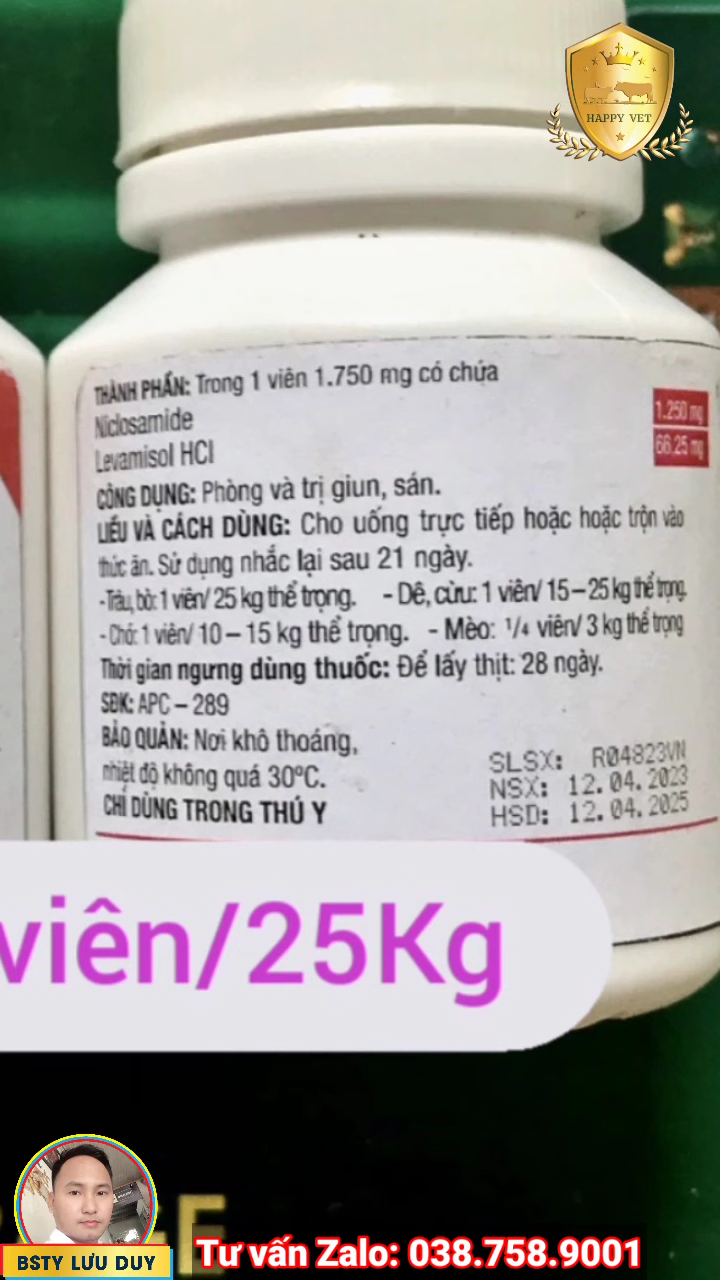 HAPPY VET
THÀNH PHẦN: Trong 1 viên 1.750 mg có chứa
Niclosamide 1.250 mg
Levamisol HCl 66.25 mg
CÔNG DỤNG: Phòng và trị giun, sán.
LIỀU VÀ CÁCH DÙNG: Cho uống trực tiếp hoặc hoặc trộn vào
thức ăn. Sử dụng nhắc lại sau 21 ngày.
-Trâu, bò: 1 viên/ 25 kg thể trọng. - Dê, cừu: 1 viên/ 15–25 kg thể trọng.
- Chó: 1 viên/ 10 – 15 kg thể trọng. - Mèo: 1/4 viên/ 3 kg thể trọng
Thời gian ngưng dùng thuốc: Để lấy thịt: 28 ngày.
SĐK: APC – 289
BẢO QUẢN: Nơi khô thoáng,
nhiệt độ không quá 30ºC.
CHỈ DÙNG TRONG THÚ Y
SLSX: R04823VN
NSX: 12.04.2023
HSD: 12.04.2025
viên/25Kg
BSTY LƯU DUY
Tư vấn Zalo: 038.758.9001